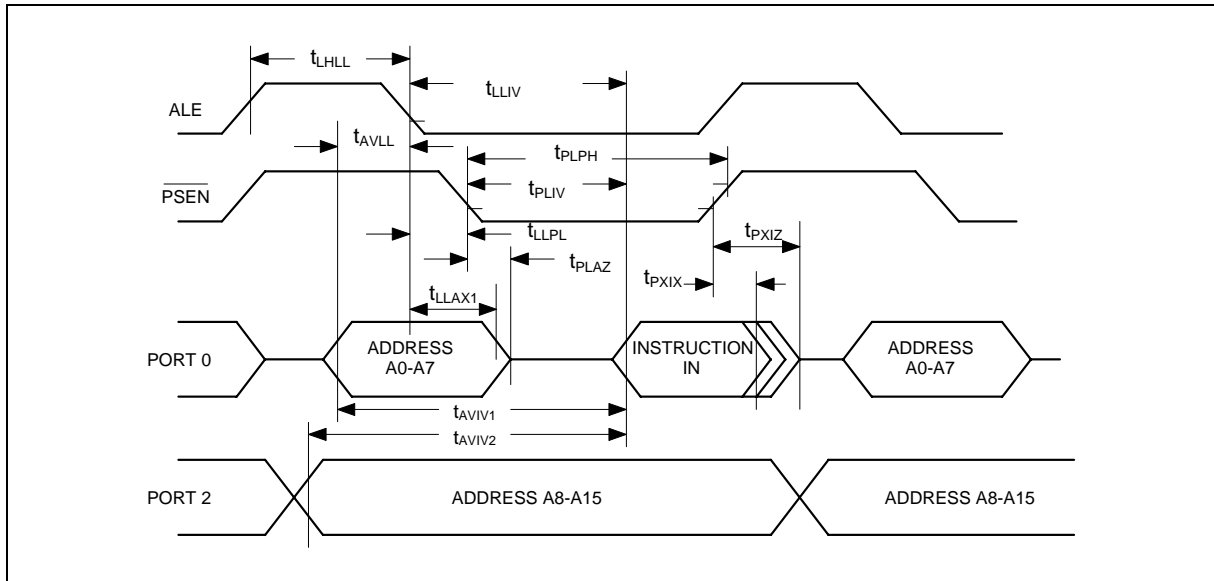 tLHLL
tLLIV
ALE
tAVLL
tPLPH
PSEN
tPLIV
tLLPL
tPXIZ
tPLAZ
tPXIX
tLLAX1
PORT 0
ADDRESS
A0-A7
INSTRUCTION
IN
ADDRESS
A0-A7
tAVIV1
tAVIV2
PORT 2
ADDRESS A8-A15
ADDRESS A8-A15